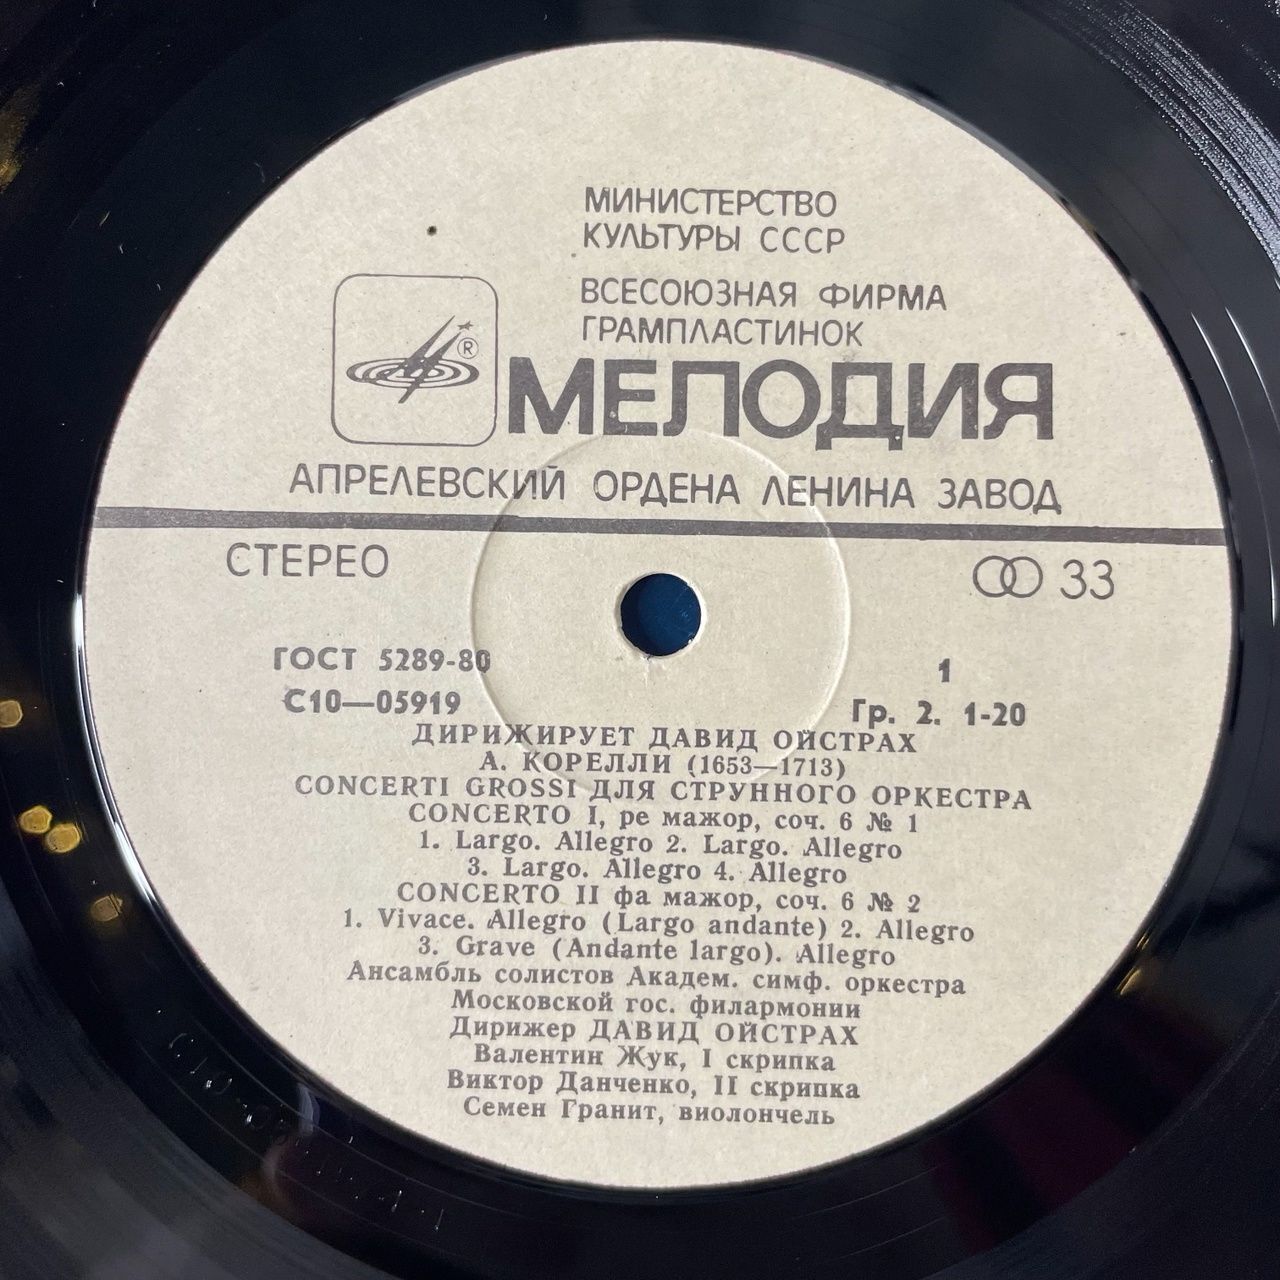 МИНИСТЕРСТВО
КУЛЬТУРЫ СССР
ВСЕСОЮЗНАЯ ФИРМА
ГРАМПЛАСТИНОК
®
МЕЛОДИЯ
АПРЕЛЕВСКИЙ ОРДЕНА ЛЕНИНА ЗАВОД
СТЕРЕО 33
ГОСТ 5289-80 1
С10—05919 Гр. 2. 1-20
ДИРИЖИРУЕТ ДАВИД ОЙСТРАХ
А. КОРЕЛЛИ (1653—1713)
CONCERTI GROSSI ДЛЯ СТРУННОГО ОРКЕСТРА
CONCERTO I, ре мажор, соч. 6 № 1
1. Largo. Allegro 2. Largo. Allegro
3. Largo. Allegro 4. Allegro
CONCERTO II фа мажор, соч. 6 № 2
1. Vivace. Allegro (Largo andante) 2. Allegro
3. Grave (Andante largo). Allegro
Ансамбль солистов Академ. симф. оркестра
Московской гос. филармонии
Дирижер ДАВИД ОЙСТРАХ
Валентин Жук, I скрипка
Виктор Данченко, II скрипка
Семен Гранит, виолончель